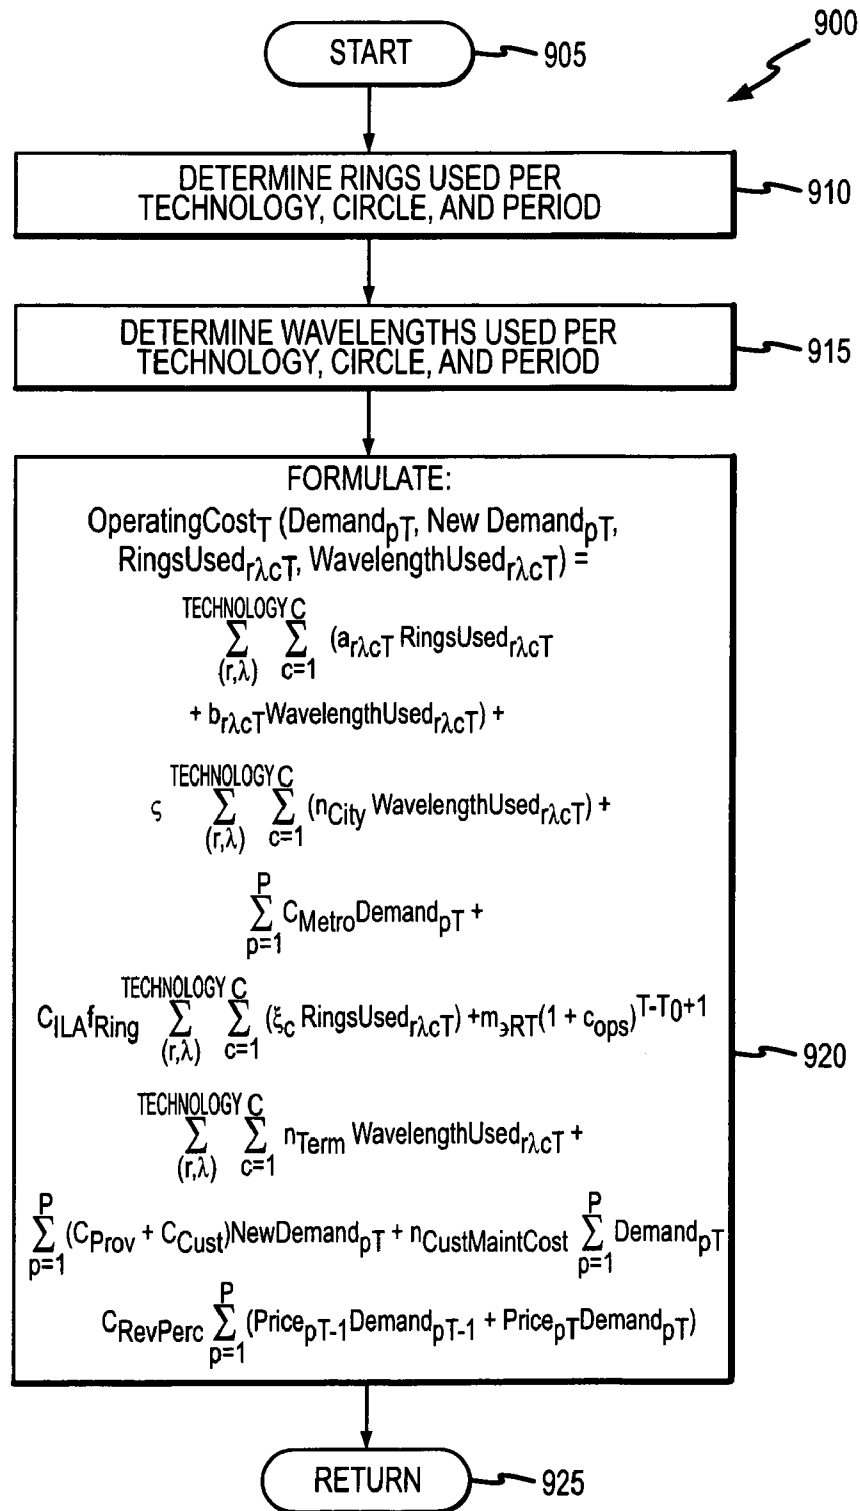 900
START
905
DETERMINE RINGS USED PER
TECHNOLOGY, CIRCLE, AND PERIOD
910
DETERMINE WAVELENGTHS USED PER
TECHNOLOGY, CIRCLE, AND PERIOD
915
FORMULATE:
OperatingCost_T (Demand_pT, New Demand_pT,
RingsUsed_rλcT, WavelengthUsed_rλcT) =
TECHNOLOGY C
∑ ∑ (a_rλcT RingsUsed_rλcT
(r,λ) c=1
+ b_rλcT WavelengthUsed_rλcT) +
TECHNOLOGY C
ς ∑ ∑ (n_City WavelengthUsed_rλcT) +
(r,λ) c=1
P
∑ C_Metro Demand_pT +
p=1
TECHNOLOGY C
C_ILA f_Ring ∑ ∑ (ξ_c RingsUsed_rλcT) +m_϶RT(1 + c_ops)^T-T0+1
(r,λ) c=1
920
TECHNOLOGY C
∑ ∑ n_Term WavelengthUsed_rλcT +
(r,λ) c=1
P P
∑ (C_Prov + C_Cust)NewDemand_pT + n_CustMaintCost ∑ Demand_pT
p=1 p=1
P
C_RevPerc ∑ (Price_pT-1 Demand_pT-1 + Price_pT Demand_pT)
p=1
RETURN
925